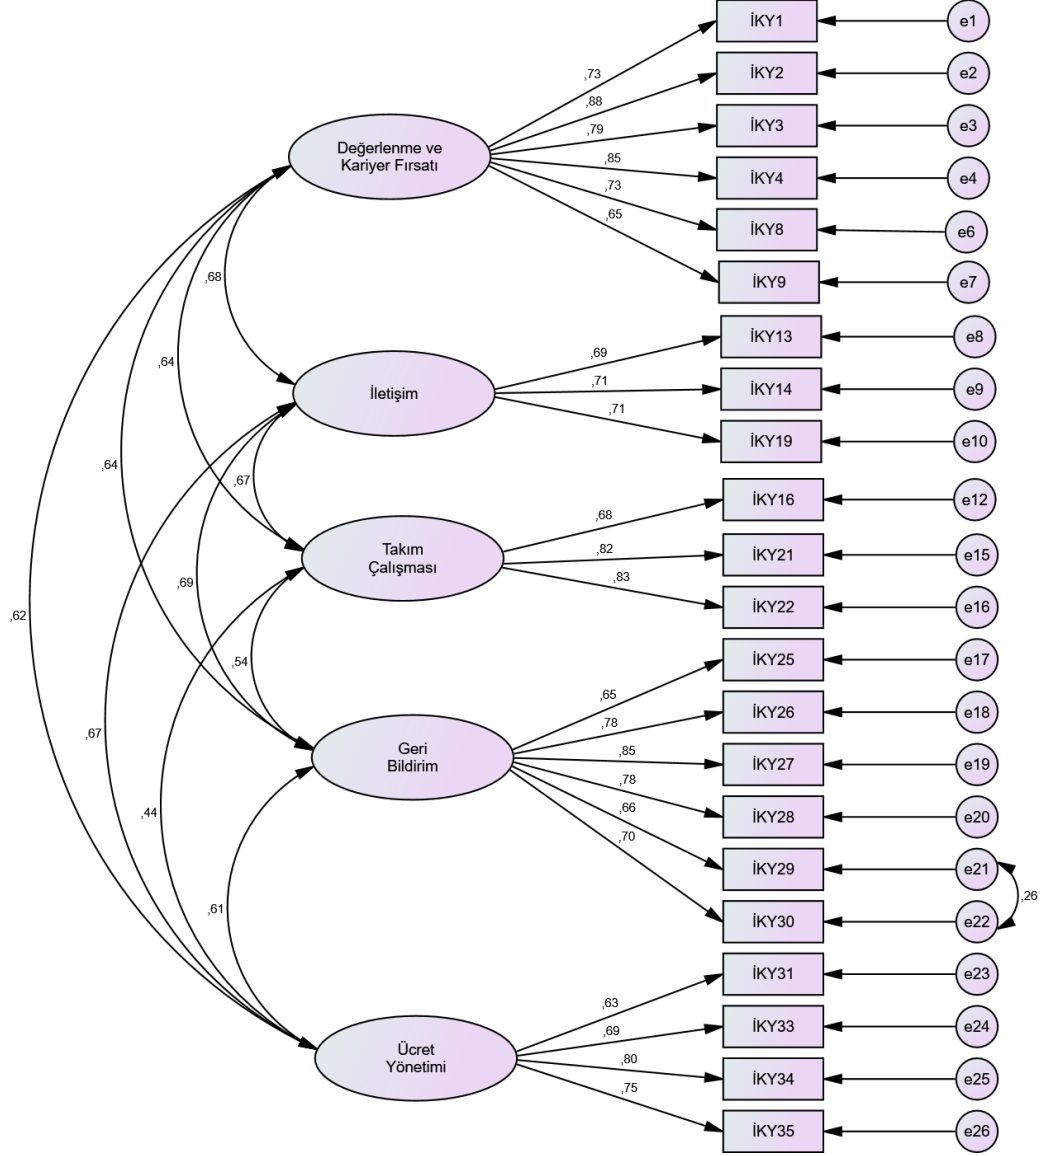 İKY1
e1
İKY2
e2
,73
,88
İKY3
e3
,79
Değerlenme ve
Kariyer Fırsatı
,85
İKY4
e4
,73
,65
İKY8
e6
İKY9
e7
,68
İKY13
e8
,69
,64
,71
İletişim
İKY14
e9
,71
İKY19
e10
,64
,67
İKY16
e12
,68
Takım
Çalışması
,82
İKY21
e15
,83
İKY22
e16
,69
,62
,54
İKY25
e17
,65
İKY26
e18
,78
,67
Geri
Bildirim
,85
İKY27
e19
,78
,44
İKY28
e20
,66
,70
İKY29
e21
,26
,61
İKY30
e22
İKY31
e23
,63
İKY33
e24
,69
Ücret
Yönetimi
,80
İKY34
e25
,75
İKY35
e26